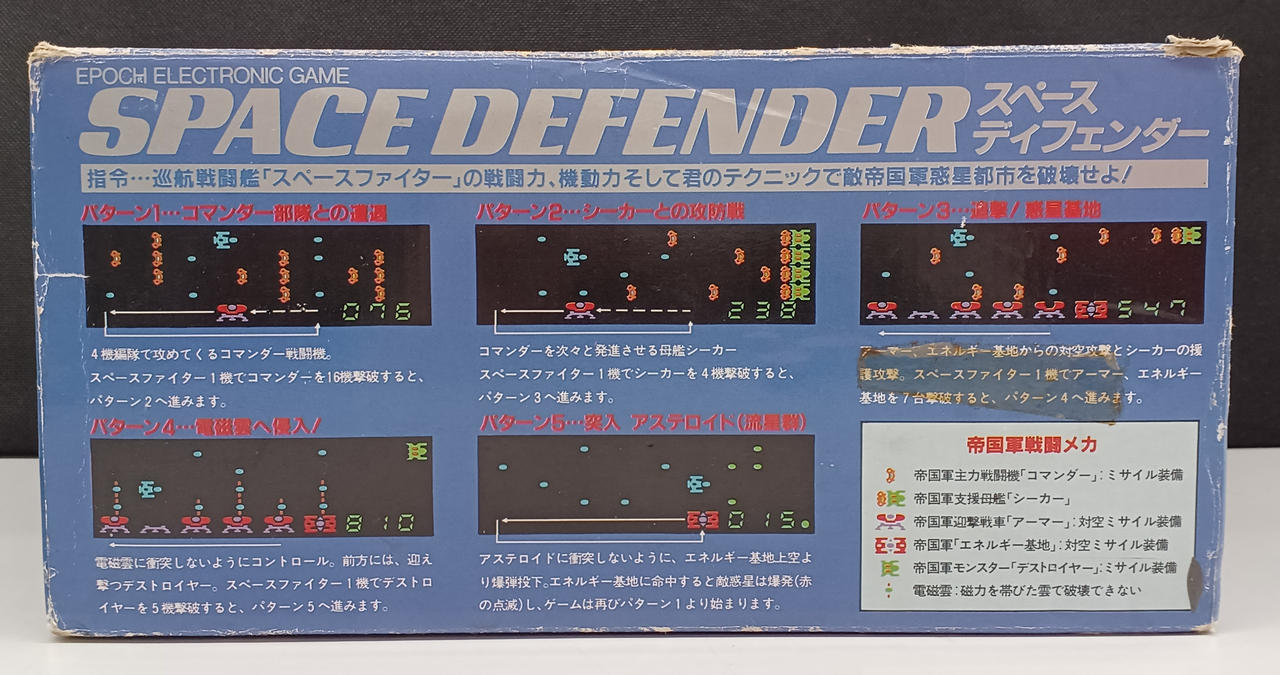 EPOCH ELECTRONIC GAME
SPACE DEFENDER
スペース
ディフェンダー
指令…巡航戦闘艦「スペースファイター」の戦闘力、機動力そして君のテクニックで敵帝国軍惑星都市を破壊せよ!
パターン1…コマンダー部隊との遭遇
076
4機編隊で攻めてくるコマンダー戦闘機。
スペースファイター1機でコマンダーを16機撃破すると、
パターン2へ進みます。
パターン2…シーカーとの攻防戦
238
コマンダーを次々と発進させる母艦シーカー
スペースファイター1機でシーカーを4機撃破すると、
パターン3へ進みます。
パターン3…追撃!惑星基地
547
アーマー、エネルギー基地からの対空攻撃とシーカーの援
護攻撃。スペースファイター1機でアーマー、エネルギー
基地を7台撃破すると、パターン4へ進みます。
パターン4…電磁雲へ侵入!
810
電磁雲に衝突しないようにコントロール。前方には、迎え
撃つデストロイヤー。スペースファイター1機でデストロ
イヤーを5機撃破すると、パターン5へ進みます。
パターン5…突入 アステロイド(流星群)
015.
アステロイドに衝突しないように、エネルギー基地上空よ
り爆弾投下。エネルギー基地に命中すると敵惑星は爆発(赤
の点滅)し、ゲームは再びパターン1より始まります。
帝国軍戦闘メカ
帝国軍主力戦闘機「コマンダー」:ミサイル装備
帝国軍支援母艦「シーカー」
帝国軍迎撃戦車「アーマー」:対空ミサイル装備
帝国軍「エネルギー基地」:対空ミサイル装備
帝国軍モンスター「デストロイヤー」:ミサイル装備
電磁雲:磁力を帯びた雲で破壊できない